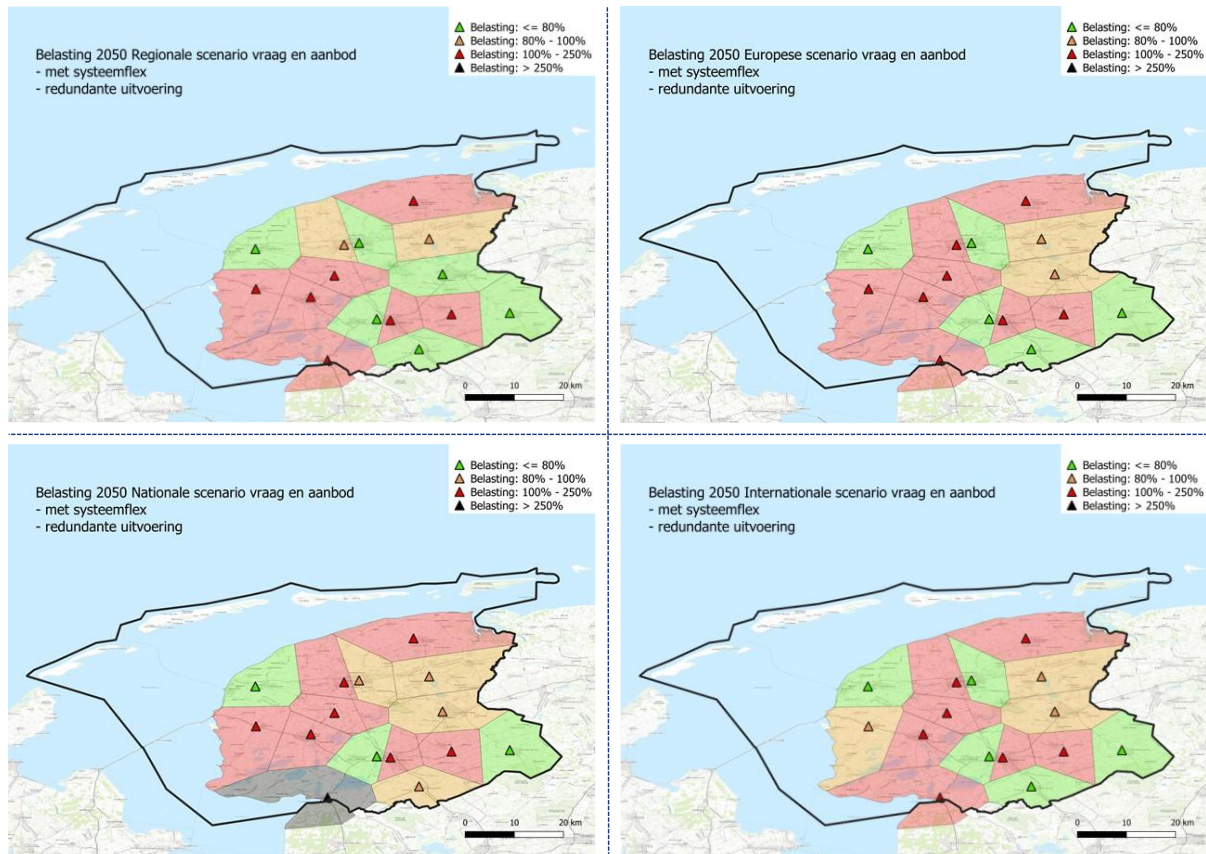 Belasting 2050 Regionale scenario vraag en aanbod
- met systeemflex
- redundante uitvoering
Belasting: <= 80%
Belasting: 80% - 100%
Belasting: 100% - 250%
Belasting: > 250%
0 10 20 km
Belasting 2050 Europese scenario vraag en aanbod
- met systeemflex
- redundante uitvoering
Belasting: <= 80%
Belasting: 80% - 100%
Belasting: 100% - 250%
Belasting: > 250%
0 10 20 km
Belasting 2050 Nationale scenario vraag en aanbod
- met systeemflex
- redundante uitvoering
Belasting: <= 80%
Belasting: 80% - 100%
Belasting: 100% - 250%
Belasting: > 250%
0 10 20 km
Belasting 2050 Internationale scenario vraag en aanbod
- met systeemflex
- redundante uitvoering
Belasting: <= 80%
Belasting: 80% - 100%
Belasting: 100% - 250%
Belasting: > 250%
0 10 20 km